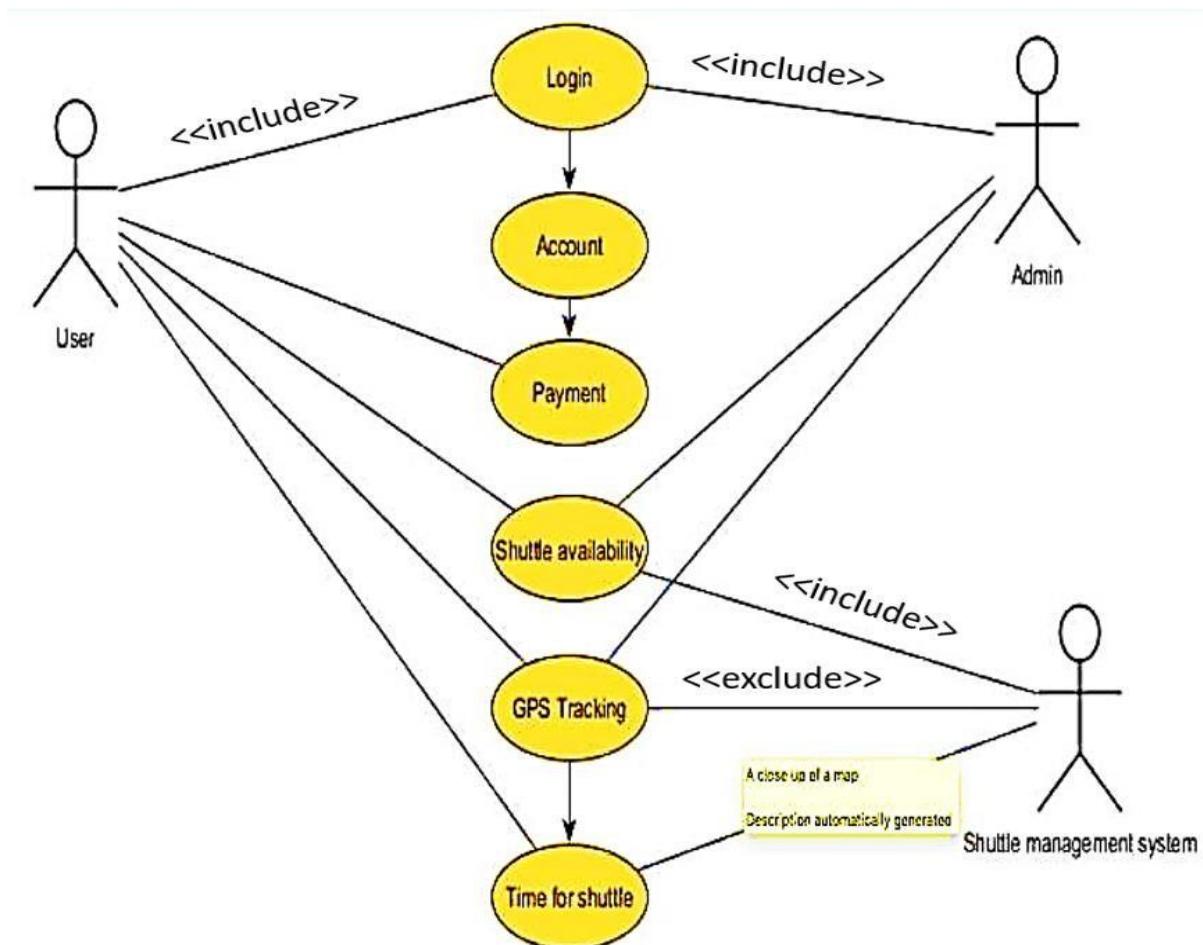 Login
<<include>>
<<include>>
Account
Admin
User
Payment
Shuttle availability
<<include>>
<<exclude>>
GPS Tracking
A close up of a map
Description automatically generated
Shuttle management system
Time for shuttle